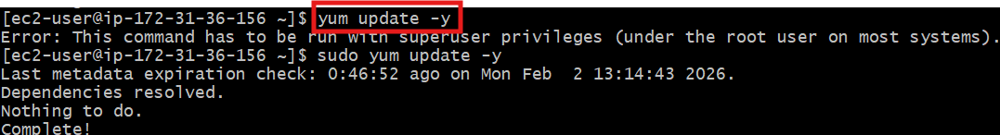 [ec2-user@ip-172-31-36-156 ~]$ yum update -y
Error: This command has to be run with superuser privileges (under the root user on most systems).
[ec2-user@ip-172-31-36-156 ~]$ sudo yum update -y
Last metadata expiration check: 0:46:52 ago on Mon Feb  2 13:14:43 2026.
Dependencies resolved.
Nothing to do.
Complete!